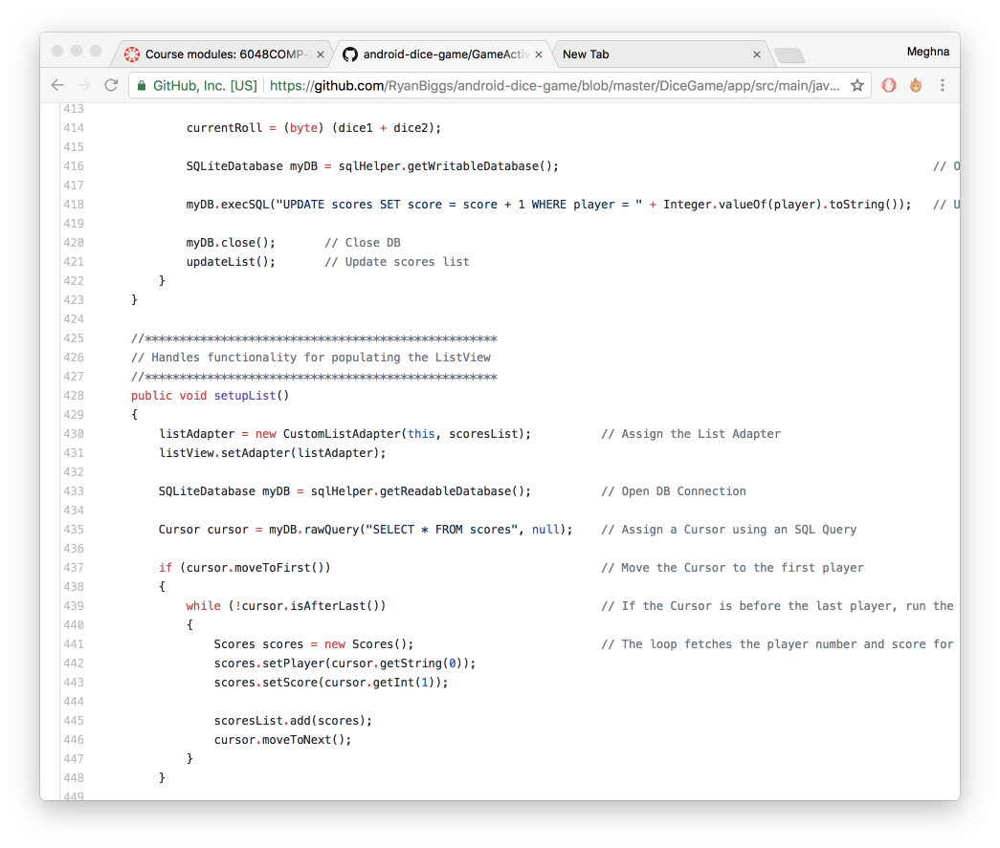 Course modules: 6048COMP-
android-dice-game/GameActiv
New Tab
Meghna
GitHub, Inc. [US]
https://github.com/RyanBiggs/android-dice-game/blob/master/DiceGame/app/src/main/jav...
413
414 currentRoll = (byte) (dice1 + dice2);
415
416 SQLiteDatabase myDB = sqlHelper.getWritableDatabase(); // O
417
418 myDB.execSQL("UPDATE scores SET score = score + 1 WHERE player = " + Integer.valueOf(player).toString()); // U
419
420 myDB.close(); // Close DB
421 updateList(); // Update scores list
422 }
423 }
424
425 //***************************************************
426 // Handles functionality for populating the ListView
427 //***************************************************
428 public void setupList()
429 {
430 listAdapter = new CustomListAdapter(this, scoresList); // Assign the List Adapter
431 listView.setAdapter(listAdapter);
432
433 SQLiteDatabase myDB = sqlHelper.getReadableDatabase(); // Open DB Connection
434
435 Cursor cursor = myDB.rawQuery("SELECT * FROM scores", null); // Assign a Cursor using an SQL Query
436
437 if (cursor.moveToFirst()) // Move the Cursor to the first player
438 {
439 while (!cursor.isAfterLast()) // If the Cursor is before the last player, run the
440 {
441 Scores scores = new Scores(); // The loop fetches the player number and score for
442 scores.setPlayer(cursor.getString(0));
443 scores.setScore(cursor.getInt(1));
444
445 scoresList.add(scores);
446 cursor.moveToNext();
447 }
448 }
449